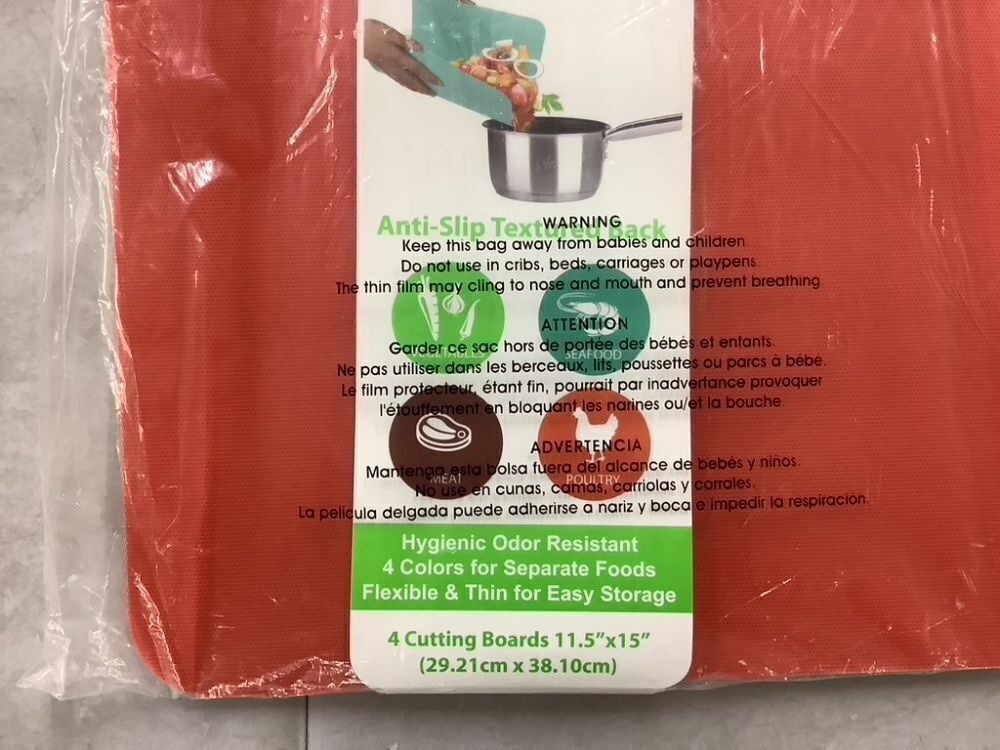 Anti-Slip Textured Back
WARNING
Keep this bag away from babies and children.
Do not use in cribs, beds, carriages or playpens.
The thin film may cling to nose and mouth and prevent breathing.
ATTENTION
Garder ce sac hors de portée des bébés et enfants.
VEGETABLES
SEAFOOD
Ne pas utiliser dans les berceaux, lits, poussettes ou parcs à bébé.
Le film protecteur, étant fin, pourrait par inadvertance provoquer
l'étouffement en bloquant les narines ou/et la bouche.
ADVERTENCIA
Mantenga esta bolsa fuera del alcance de bebés y niños.
MEAT
POULTRY
No use en cunas, camas, carriolas y corrales.
La película delgada puede adherirse a nariz y boca e impedir la respiración.
Hygienic Odor Resistant
4 Colors for Separate Foods
Flexible & Thin for Easy Storage
4 Cutting Boards 11.5”x15”
(29.21cm x 38.10cm)